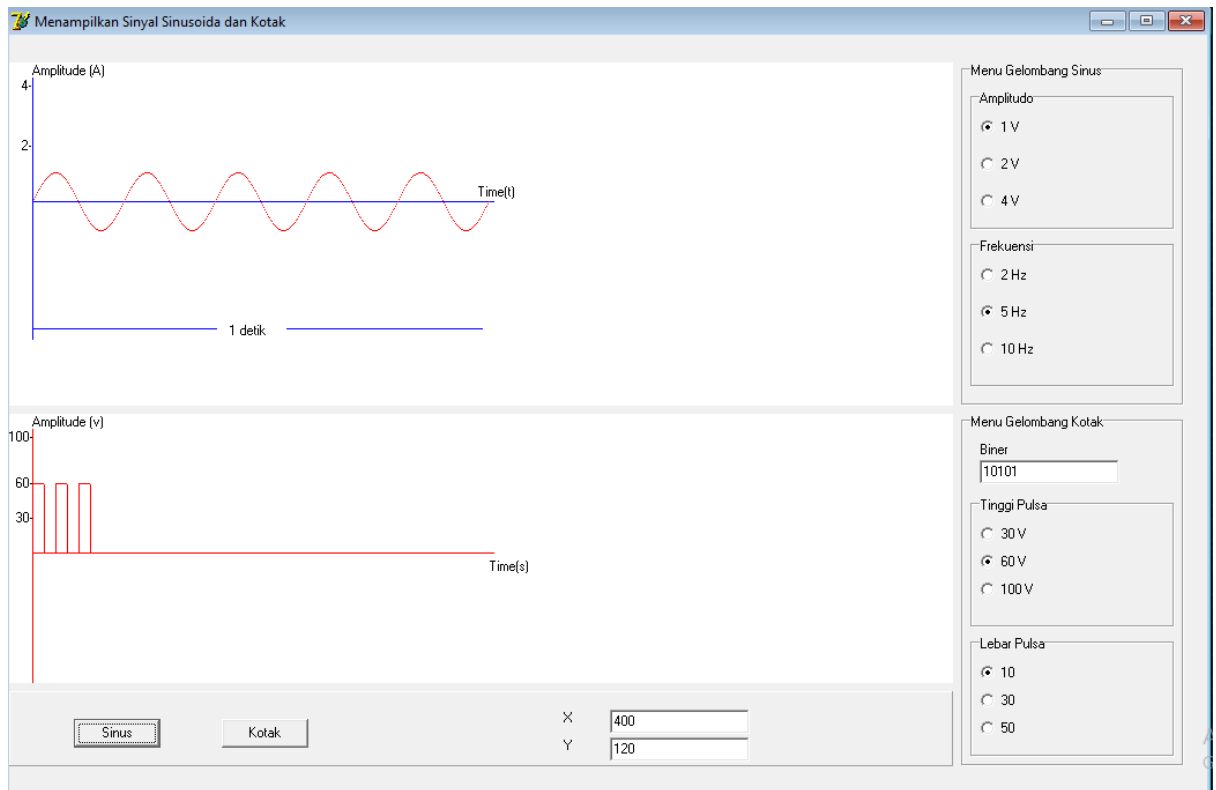 Menampilkan Sinyal Sinusoida dan Kotak
Amplitude (A)
4
2
Time(t)
1 detik
Menu Gelombang Sinus
Amplitudo
1 V
2 V
4 V
Frekuensi
2 Hz
5 Hz
10 Hz
Amplitude (v)
100
60
30
Time(s)
Menu Gelombang Kotak
Biner
10101
Tinggi Pulsa
30 V
60 V
100 V
Lebar Pulsa
10
30
50
Sinus
Kotak
X
400
Y
120